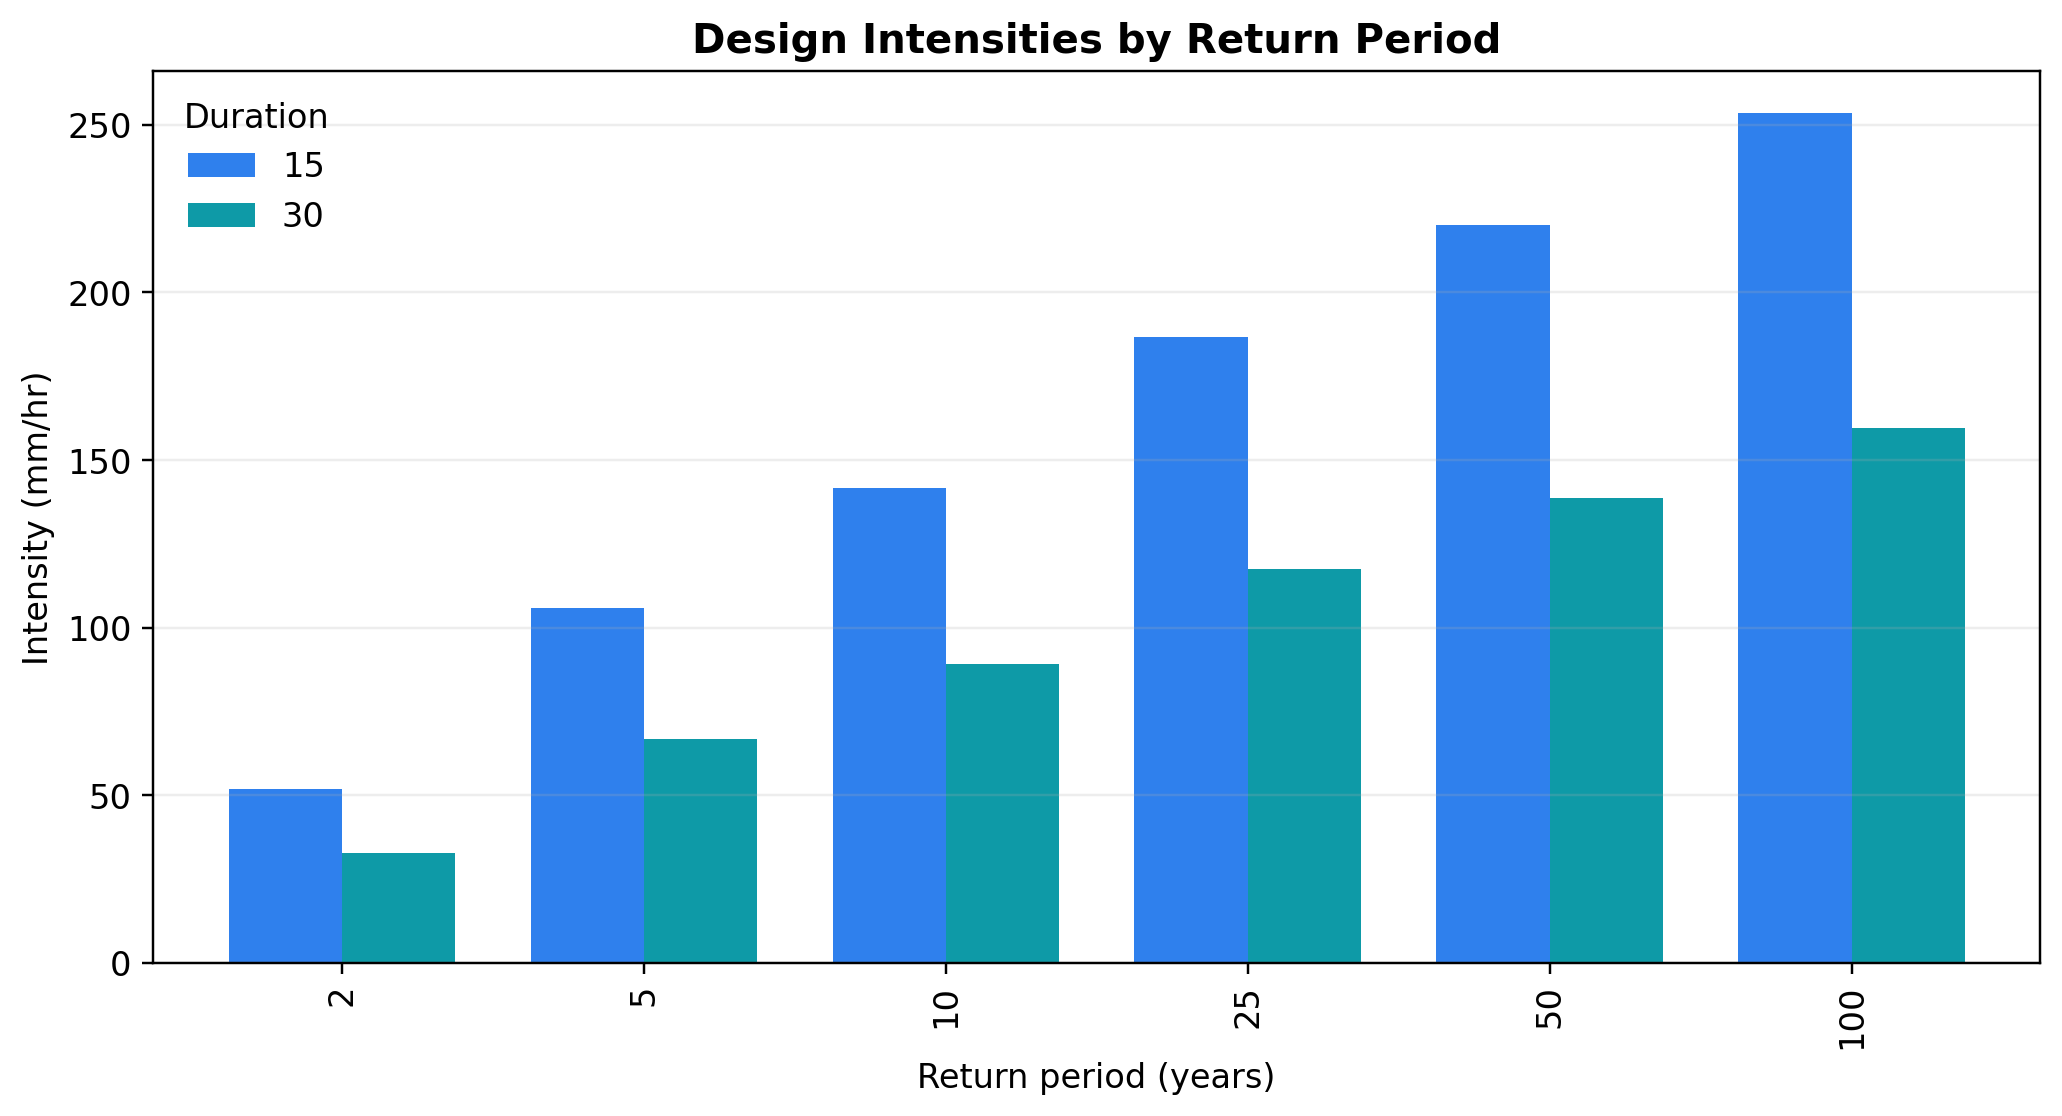 Design Intensities by Return Period
Duration
15
30
Intensity (mm/hr)
250
200
150
100
50
0
2 5 10 25 50 100
Return period (years)